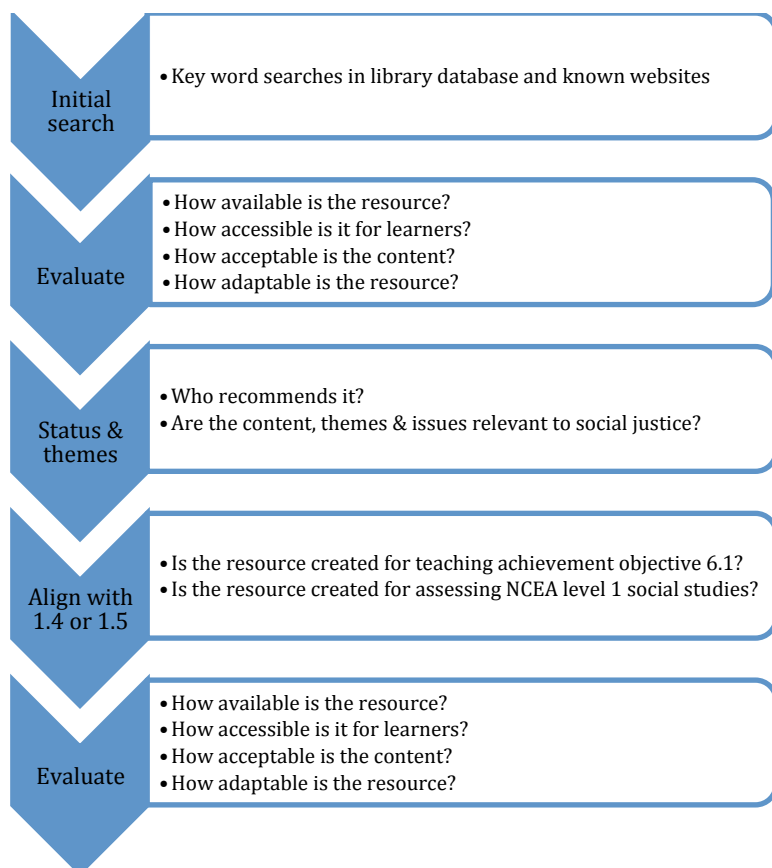 Initial
search
•Key word searches in library database and known websites
Evaluate
•How available is the resource?
•How accessible is it for learners?
•How acceptable is the content?
•How adaptable is the resource?
Status &
themes
•Who recommends it?
•Are the content, themes & issues relevant to social justice?
Align with
1.4 or 1.5
•Is the resource created for teaching achievement objective 6.1?
•Is the resource created for assessing NCEA level 1 social studies?
Evaluate
•How available is the resource?
•How accessible is it for learners?
•How acceptable is the content?
•How adaptable is the resource?